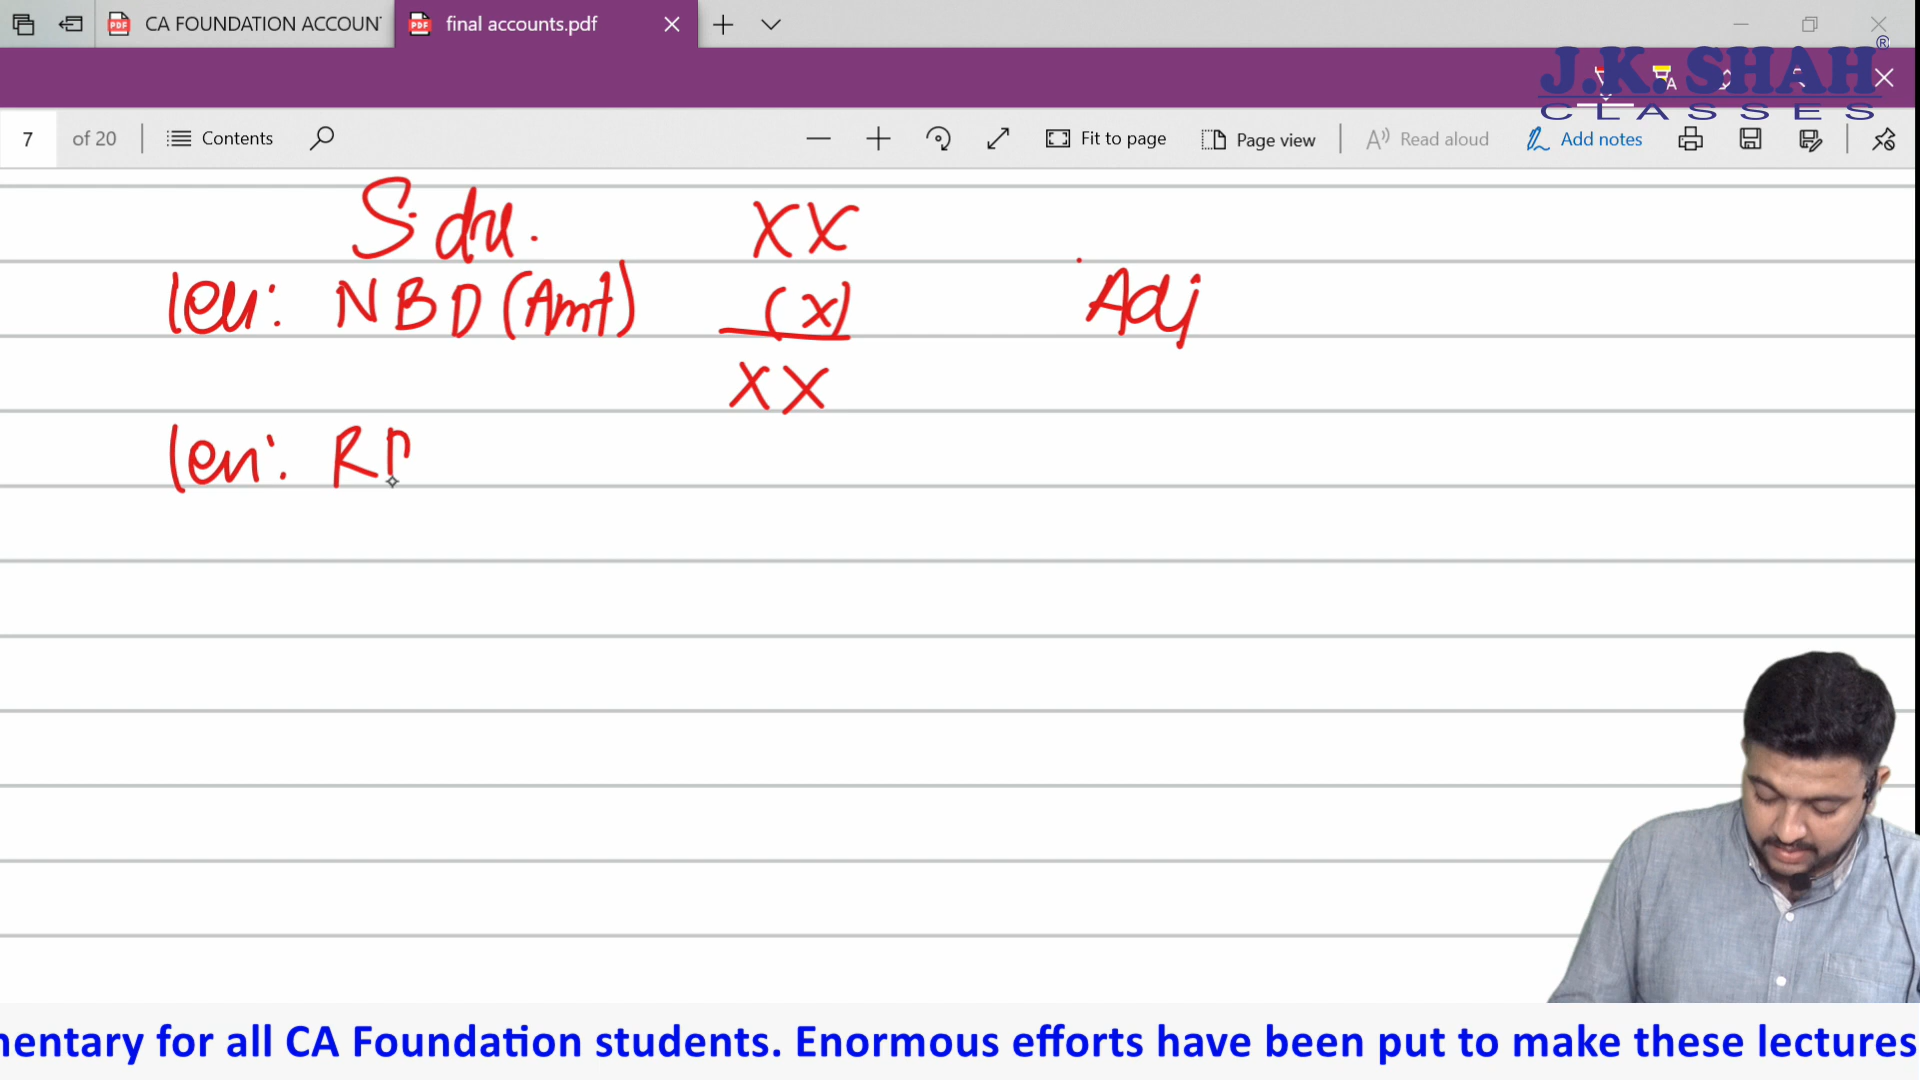 CA FOUNDATION ACCOUN
final accounts.pdf
J.K. SHAH ®
CLASSES
7 of 20 Contents Fit to page Page view Read aloud Add notes
S.dr. XX
less: NBD (Amt) (X) Adj
XX
less: R
mentary for all CA Foundation students. Enormous efforts have been put to make these lectures